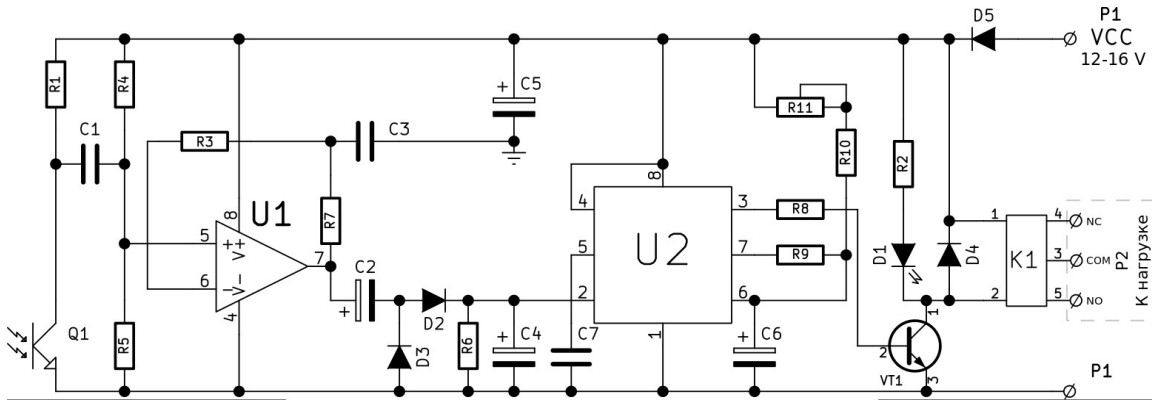 D5
P1
VCC
12-16 V
R1
R4
C5
R11
C1
R3
C3
R10
R2
U1
8
R7
8
4
3
R8
1
4
NC
5
V+
6
V-
7
4
U2
5
7
R9
D1
D4
K1
3
COM
P2
К нагрузке
C2
2
6
2
5
NO
Q1
R5
D2
D3
R6
C4
C7
1
C6
1
2
VT1
3
P1